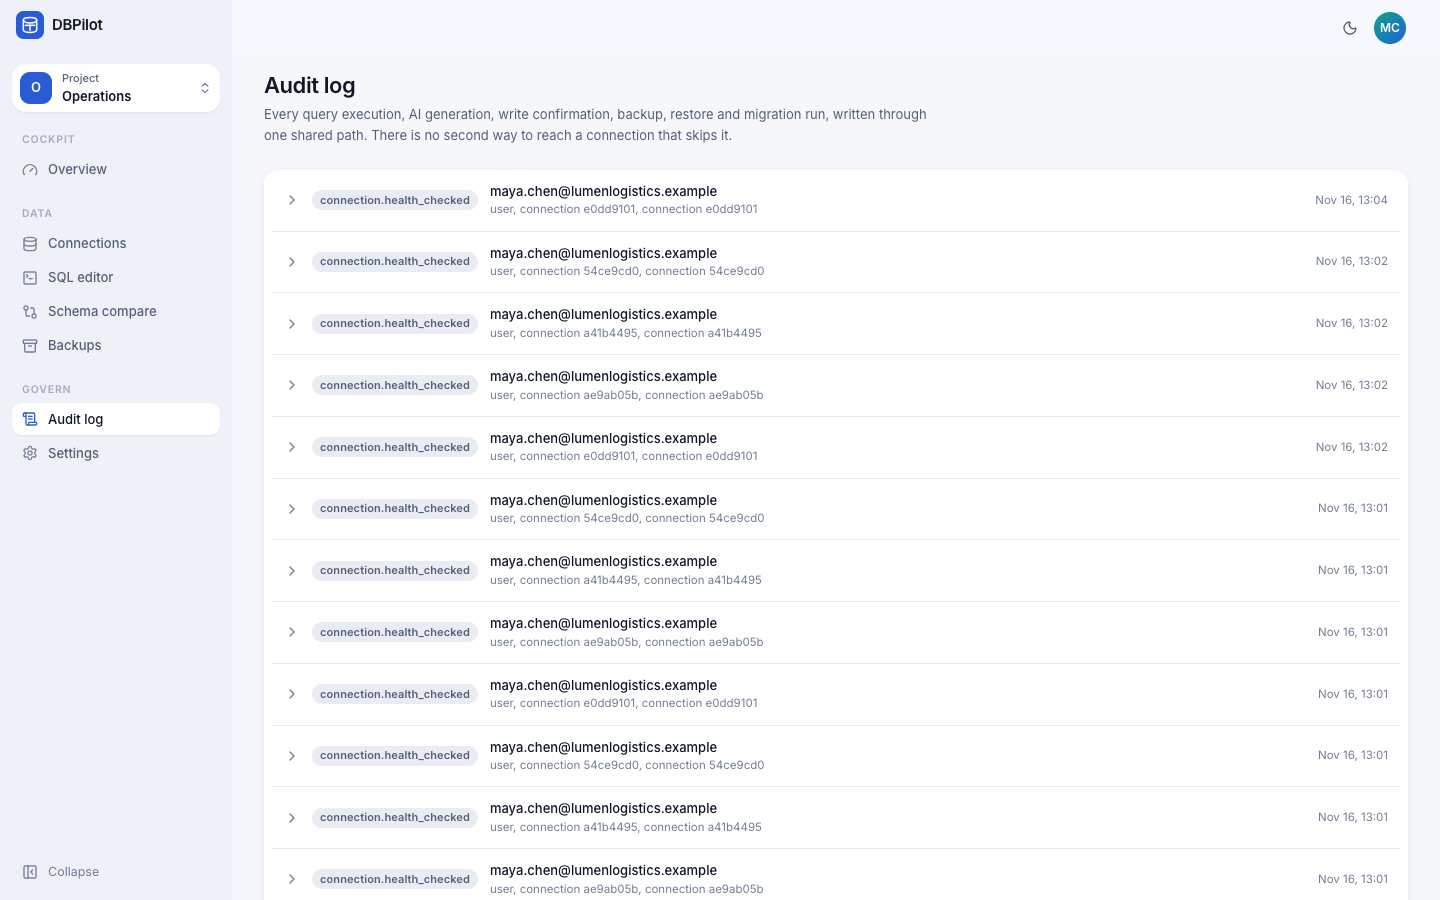 DBPilot
MC
O
Project
Operations
COCKPIT
Overview
DATA
Connections
SQL editor
Schema compare
Backups
GOVERN
Audit log
Settings
Collapse
Audit log
Every query execution, AI generation, write confirmation, backup, restore and migration run, written through
one shared path. There is no second way to reach a connection that skips it.
connection.health_checked
maya.chen@lumenlogistics.example
user, connection e0dd9101, connection e0dd9101
Nov 16, 13:04
connection.health_checked
maya.chen@lumenlogistics.example
user, connection 54ce9cd0, connection 54ce9cd0
Nov 16, 13:02
connection.health_checked
maya.chen@lumenlogistics.example
user, connection a41b4495, connection a41b4495
Nov 16, 13:02
connection.health_checked
maya.chen@lumenlogistics.example
user, connection ae9ab05b, connection ae9ab05b
Nov 16, 13:02
connection.health_checked
maya.chen@lumenlogistics.example
user, connection e0dd9101, connection e0dd9101
Nov 16, 13:02
connection.health_checked
maya.chen@lumenlogistics.example
user, connection 54ce9cd0, connection 54ce9cd0
Nov 16, 13:01
connection.health_checked
maya.chen@lumenlogistics.example
user, connection a41b4495, connection a41b4495
Nov 16, 13:01
connection.health_checked
maya.chen@lumenlogistics.example
user, connection ae9ab05b, connection ae9ab05b
Nov 16, 13:01
connection.health_checked
maya.chen@lumenlogistics.example
user, connection e0dd9101, connection e0dd9101
Nov 16, 13:01
connection.health_checked
maya.chen@lumenlogistics.example
user, connection 54ce9cd0, connection 54ce9cd0
Nov 16, 13:01
connection.health_checked
maya.chen@lumenlogistics.example
user, connection a41b4495, connection a41b4495
Nov 16, 13:01
connection.health_checked
maya.chen@lumenlogistics.example
user, connection ae9ab05b, connection ae9ab05b
Nov 16, 13:01